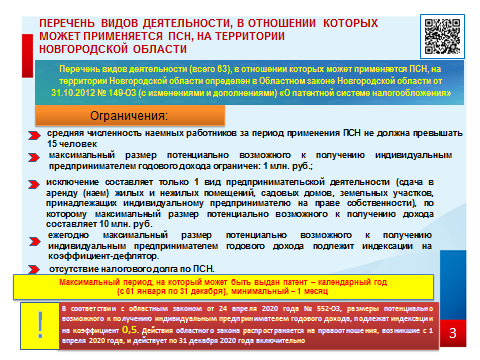 ПЕРЕЧЕНЬ ВИДОВ ДЕЯТЕЛЬНОСТИ, В ОТНОШЕНИИ КОТОРЫХ
МОЖЕТ ПРИМЕНЯЕТСЯ ПСН, НА ТЕРРИТОРИИ
НОВГОРОДСКОЙ ОБЛАСТИ
Перечень видов деятельности (всего 63), в отношении которых может применяется ПСН, на
территории Новгородской области определен в Областном законе Новгородской области от
31.10.2012 № 149-ОЗ (с изменениями и дополнениями) «О патентной системе налогообложения»
Ограничения:
средняя численность наемных работников за период применения ПСН не должна превышать
15 человек
максимальный размер потенциально возможного к получению индивидуальным
предпринимателем годового дохода ограничен: 1 млн. руб.;
исключение составляет только 1 вид предпринимательской деятельности (сдача в
аренду (наем) жилых и нежилых помещений, садовых домов, земельных участков,
принадлежащих индивидуальному предпринимателю на праве собственности), по
которому максимальный размер потенциально возможного к получению дохода
составляет 10 млн. руб.
ежегодно максимальный размер потенциально возможного к получению
индивидуальным предпринимателем годового дохода подлежит индексации на
коэффициент-дефлятор.
отсутствие налогового долга по ПСН.
Максимальный период, на который может быть выдан патент – календарный год
(с 01 января по 31 декабря), минимальный – 1 месяц
!
В соответствии с областным законом от 24 апреля 2020 года № 552-ОЗ, размеры потенциально
возможного к получению индивидуальным предпринимателем годового дохода, подлежат индексации
на коэффициент 0,5. Действия областного закона распространяется на правоотношения, возникшие с 1
апреля 2020 года, и действует по 31 декабря 2020 года включительно
3